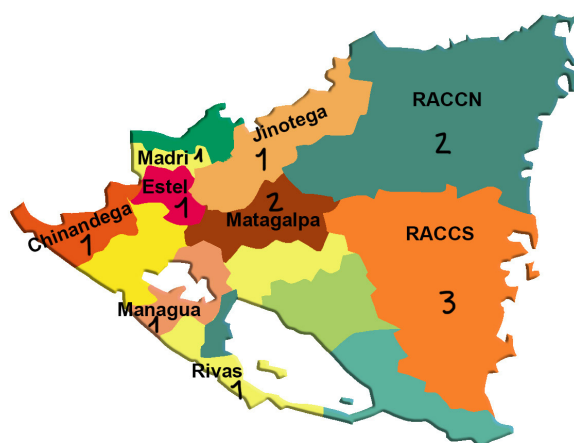 RACCN
2
Jinotega
1
Madri 1
Estel
1
2
Matagalpa
Chinandega
1
RACCS
3
Managua
1
Rivas
1